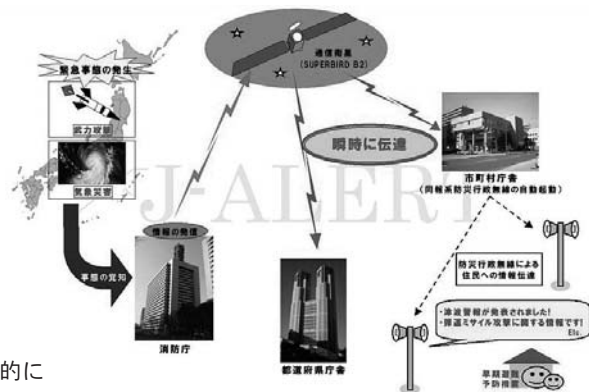 通信衛星
(SUPERBIRD B2)
緊急事態の発生
武力攻撃
気象災害
瞬時に伝達
市町村庁舎
(同報系防災行政無線の自動起動)
J-ALERT
情報の発信
事態の覚知
消防庁
都道府県庁舎
防災行政無線による
住民への情報伝達
・津波警報が発表されました!
・弾道ミサイル攻撃に関する情報です!
Etc.
早期避難
予防措置
的に